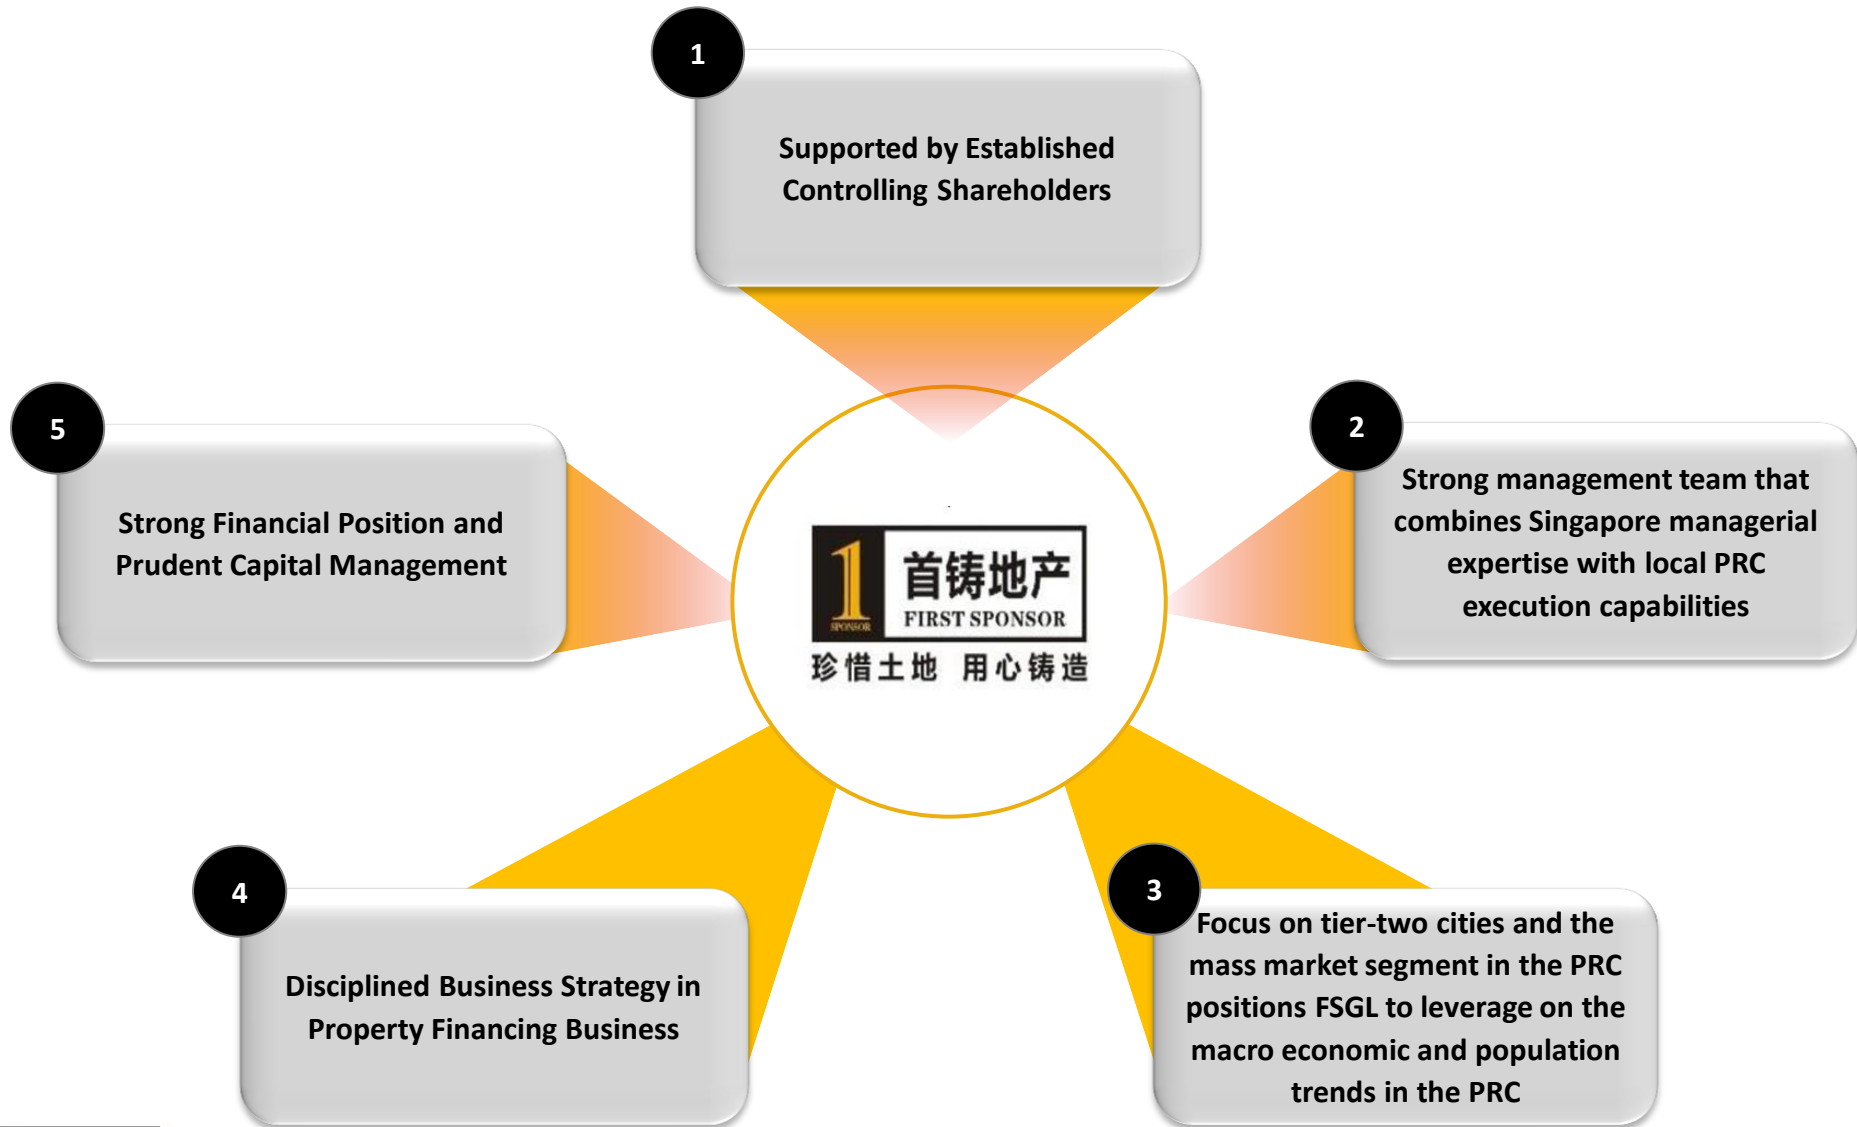 1
Supported by Established
Controlling Shareholders
2
Strong management team that
combines Singapore managerial
expertise with local PRC
execution capabilities
3
Focus on tier-two cities and the
mass market segment in the PRC
positions FSGL to leverage on the
macro economic and population
trends in the PRC
4
Disciplined Business Strategy in
Property Financing Business
5
Strong Financial Position and
Prudent Capital Management
1
SPONSOR
首铸地产
FIRST SPONSOR
珍惜土地 用心铸造